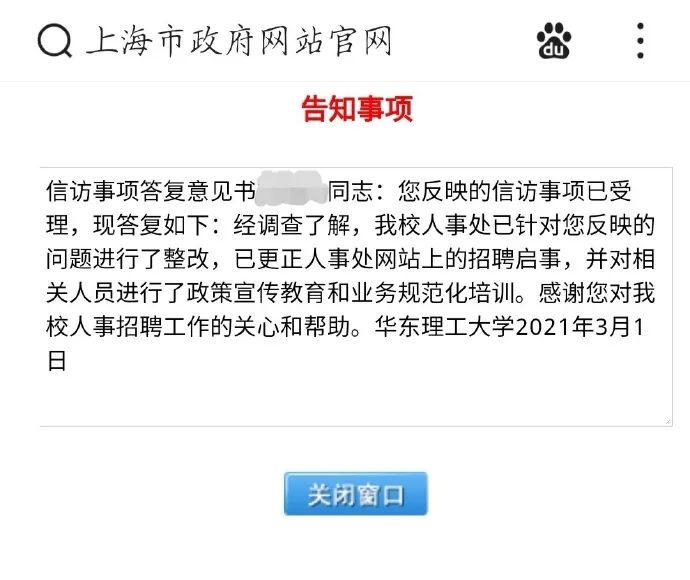 上海市政府网站官网
du
告知事项
信访事项答复意见书 同志：您反映的信访事项已受
理，现答复如下：经调查了解，我校人事处已针对您反映的
问题进行了整改，已更正人事处网站上的招聘启事，并对相
关人员进行了政策宣传教育和业务规范化培训。感谢您对我
校人事招聘工作的关心和帮助。华东理工大学2021年3月1
日
关闭窗口